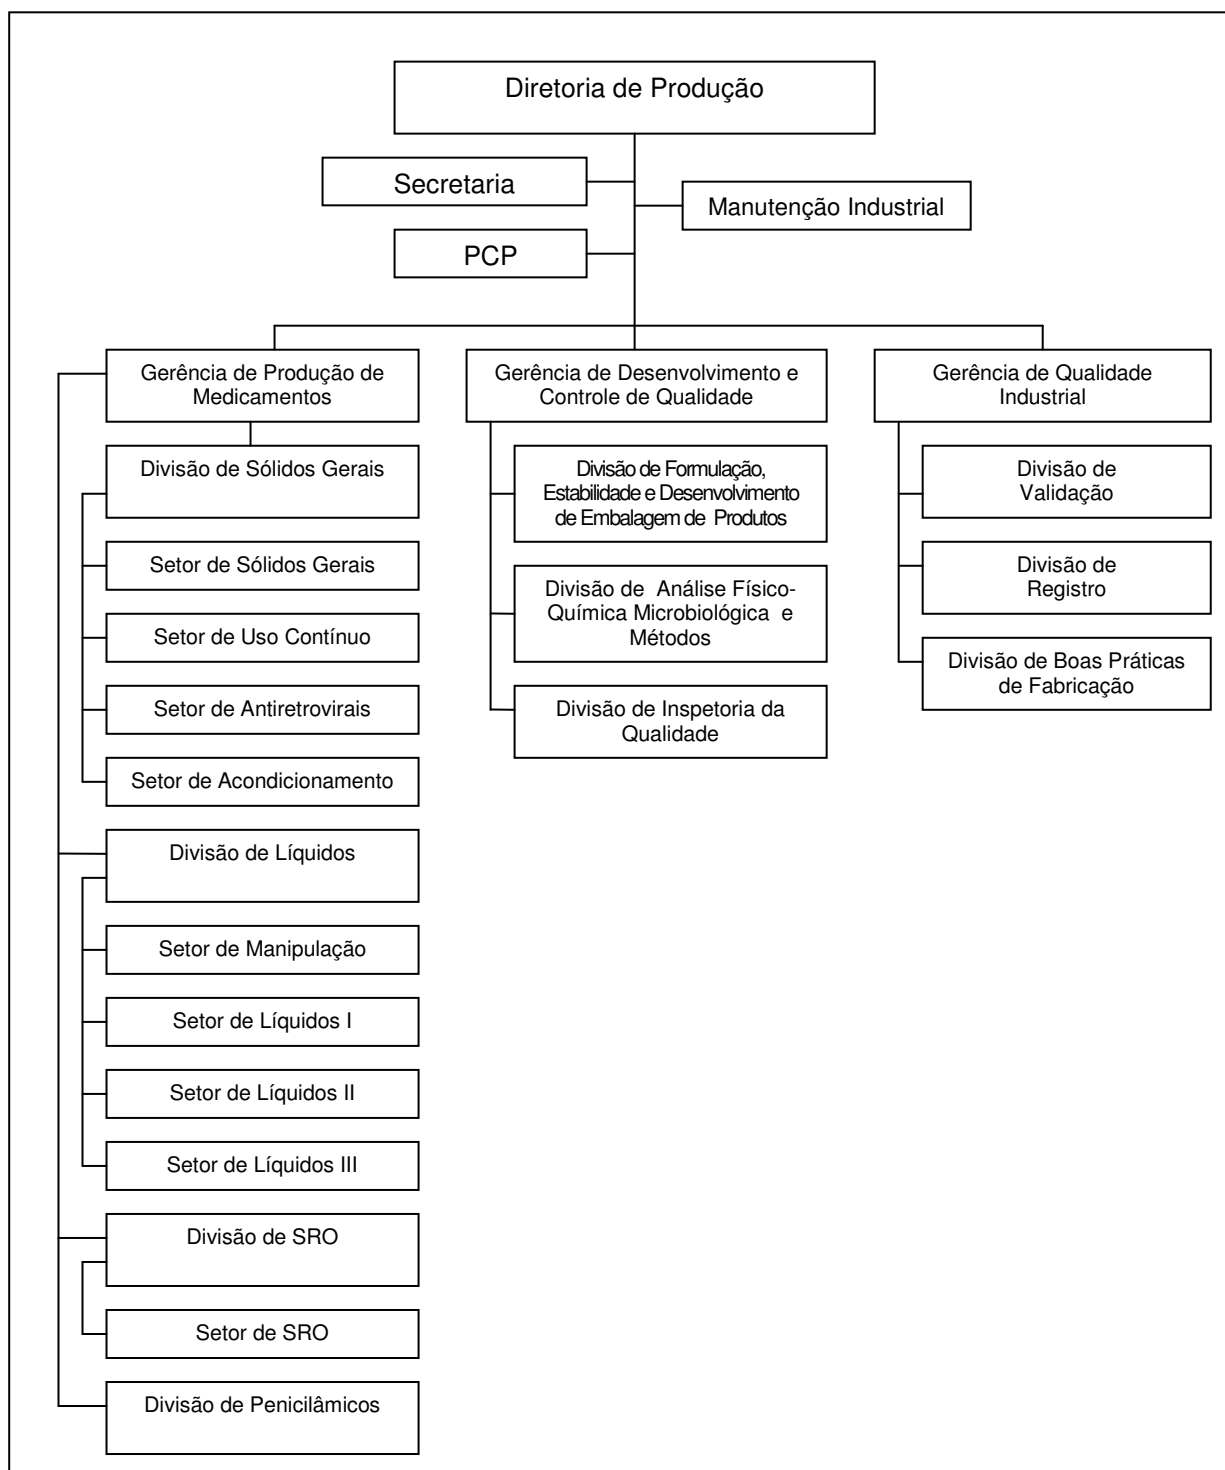 Diretoria de Produção
Secretaria
Manutenção Industrial
PCP
Gerência de Produção de
Medicamentos
Divisão de Sólidos Gerais
Setor de Sólidos Gerais
Setor de Uso Contínuo
Setor de Antiretrovirais
Setor de Acondicionamento
Divisão de Líquidos
Setor de Manipulação
Setor de Líquidos I
Setor de Líquidos II
Setor de Líquidos III
Divisão de SRO
Setor de SRO
Divisão de Penicilâmicos
Gerência de Desenvolvimento e
Controle de Qualidade
Divisão de Formulação,
Estabilidade e Desenvolvimento
de Embalagem de Produtos
Divisão de Análise Físico-
Química Microbiológica e
Métodos
Divisão de Inspetoria da
Qualidade
Gerência de Qualidade
Industrial
Divisão de
Validação
Divisão de
Registro
Divisão de Boas Práticas
de Fabricação